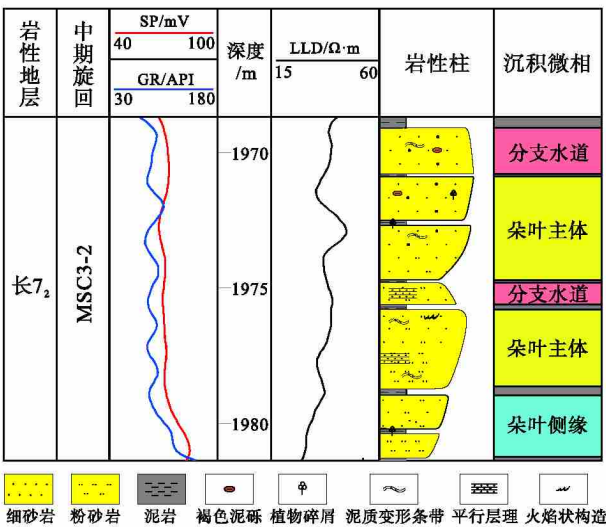 岩性地层
中期旋回
SP/mV
40 100
GR/API
30 180
深度
/m
LLD/Ω·m
15 60
岩性柱
沉积微相
长7₂
MSC3-2
1970
1975
1980
分支水道
朵叶主体
分支水道
朵叶主体
朵叶侧缘
细砂岩 粉砂岩 泥岩 褐色泥砾 植物碎屑 泥质变形条带 平行层理 火焰状构造